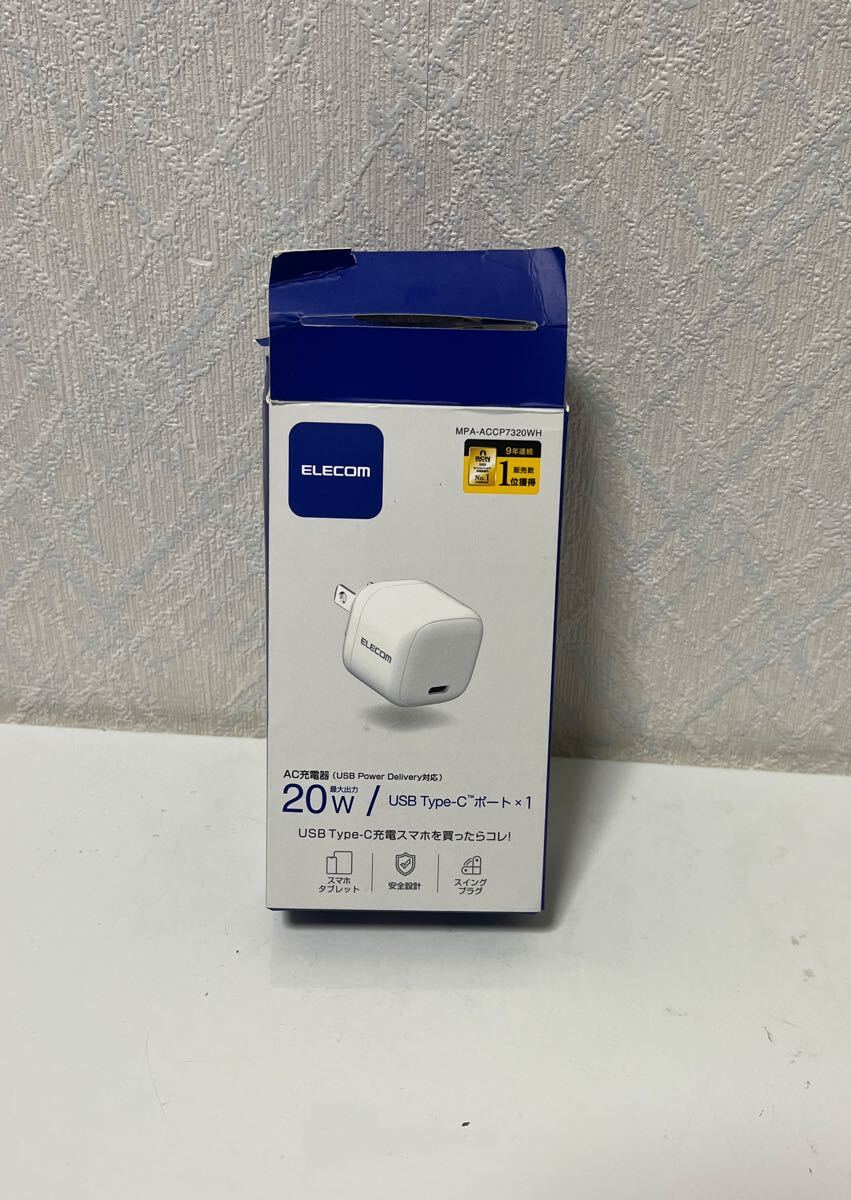 MPA-ACCP7320WH
ELECOM
9年連続
販売数
No.1
1位獲得
ELECOM
AC充電器（USB Power Delivery対応）
最大出力
20W / USB Type-C™ポート×1
USB Type-C充電スマホを買ったらコレ!
スマホ
タブレット
安全設計
スイング
プラグ